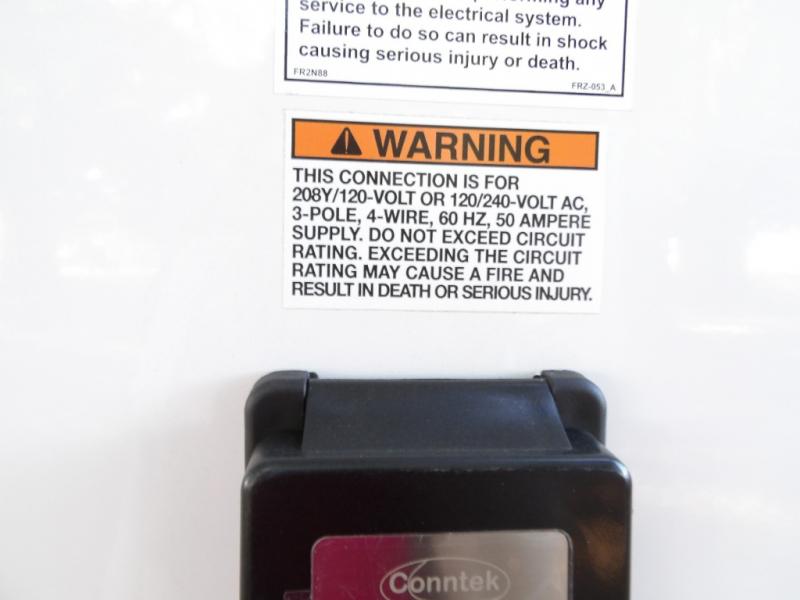 any
service to the electrical system.
Failure to do so can result in shock
causing serious injury or death.
FR2N88 FRZ-053_A
WARNING
THIS CONNECTION IS FOR
208Y/120-VOLT OR 120/240-VOLT AC,
3-POLE, 4-WIRE, 60 HZ, 50 AMPERE
SUPPLY. DO NOT EXCEED CIRCUIT
RATING. EXCEEDING THE CIRCUIT
RATING MAY CAUSE A FIRE AND
RESULT IN DEATH OR SERIOUS INJURY.
Conntek